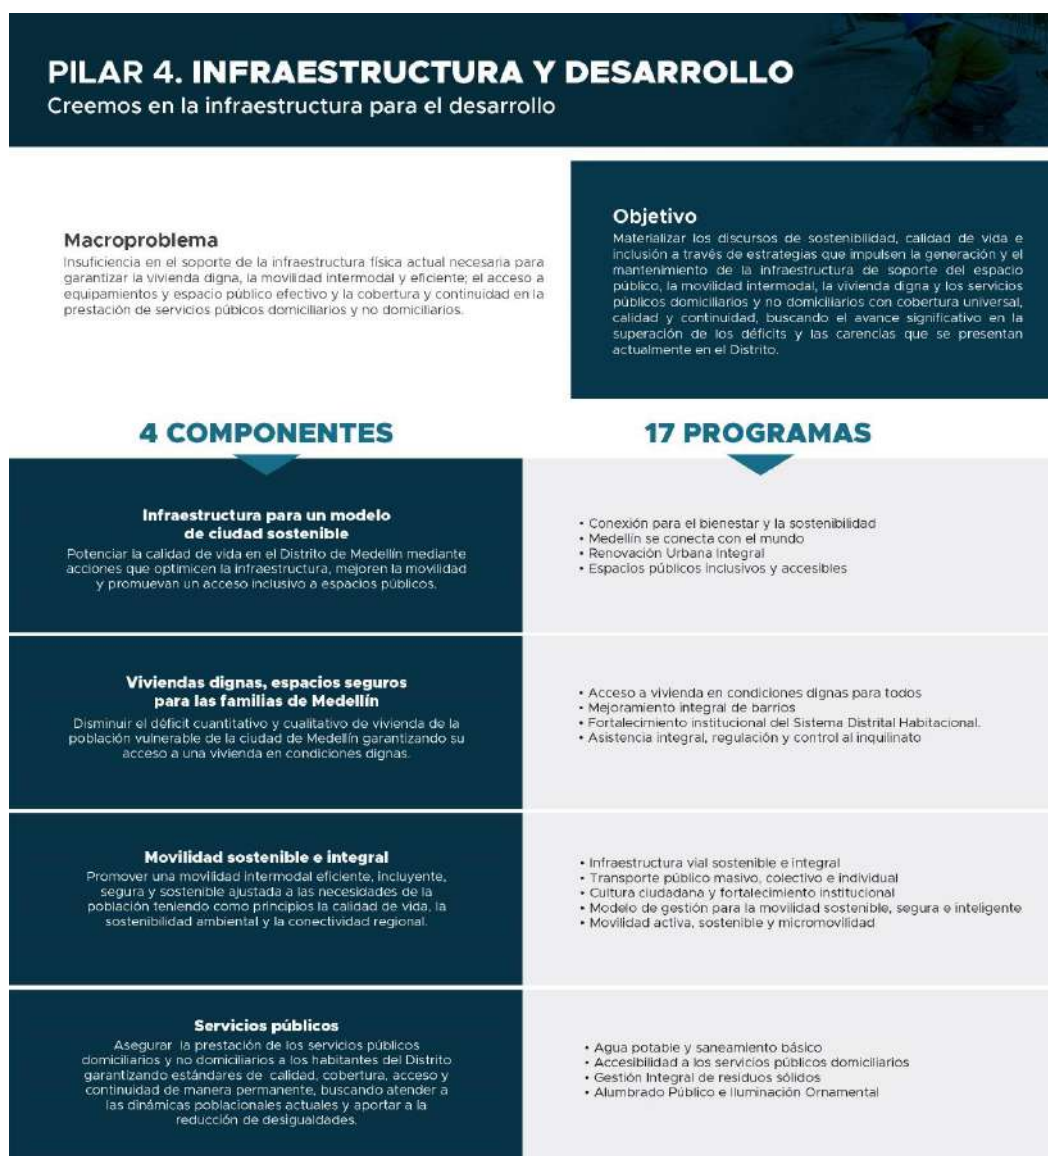 PILAR 4. INFRAESTRUCTURA Y DESARROLLO
Creemos en la infraestructura para el desarrollo
Macroproblema
Insuficiencia en el soporte de la infraestructura física actual necesaria para
garantizar la vivienda digna, la movilidad intermodal y eficiente; el acceso a
equipamientos y espacio público efectivo y la cobertura y continuidad en la
prestación de servicios púbicos domiciliarios y no domiciliarios.
Objetivo
Materializar los discursos de sostenibilidad, calidad de vida e
inclusión a través de estrategias que impulsen la generación y el
mantenimiento de la infraestructura de soporte del espacio
público, la movilidad intermodal, la vivienda digna y los servicios
públicos domiciliarios y no domiciliarios con cobertura universal,
calidad y continuidad, buscando el avance significativo en la
superación de los déficits y las carencias que se presentan
actualmente en el Distrito.
4 COMPONENTES
17 PROGRAMAS
Infraestructura para un modelo
de ciudad sostenible
Potenciar la calidad de vida en el Distrito de Medellín mediante
acciones que optimicen la infraestructura, mejoren la movilidad
y promuevan un acceso inclusivo a espacios públicos.
• Conexión para el bienestar y la sostenibilidad
• Medellín se conecta con el mundo
• Renovación Urbana Integral
• Espacios públicos inclusivos y accesibles
Viviendas dignas, espacios seguros
para las familias de Medellín
Disminuir el déficit cuantitativo y cualitativo de vivienda de la
población vulnerable de la ciudad de Medellín garantizando su
acceso a una vivienda en condiciones dignas.
• Acceso a vivienda en condiciones dignas para todos
• Mejoramiento integral de barrios
• Fortalecimiento institucional del Sistema Distrital Habitacional.
• Asistencia integral, regulación y control al inquilinato
Movilidad sostenible e integral
Promover una movilidad intermodal eficiente, incluyente,
segura y sostenible ajustada a las necesidades de la
población teniendo como principios la calidad de vida, la
sostenibilidad ambiental y la conectividad regional.
• Infraestructura vial sostenible e integral
• Transporte público masivo, colectivo e individual
• Cultura ciudadana y fortalecimiento institucional
• Modelo de gestión para la movilidad sostenible, segura e inteligente
• Movilidad activa, sostenible y micromovilidad
Servicios públicos
Asegurar la prestación de los servicios públicos
domiciliarios y no domiciliarios a los habitantes del Distrito
garantizando estándares de calidad, cobertura, acceso y
continuidad de manera permanente, buscando atender a
las dinámicas poblacionales actuales y aportar a la
reducción de desigualdades.
• Agua potable y saneamiento básico
• Accesibilidad a los servicios públicos domiciliarios
• Gestión Integral de residuos sólidos
• Alumbrado Público e Iluminación Ornamental